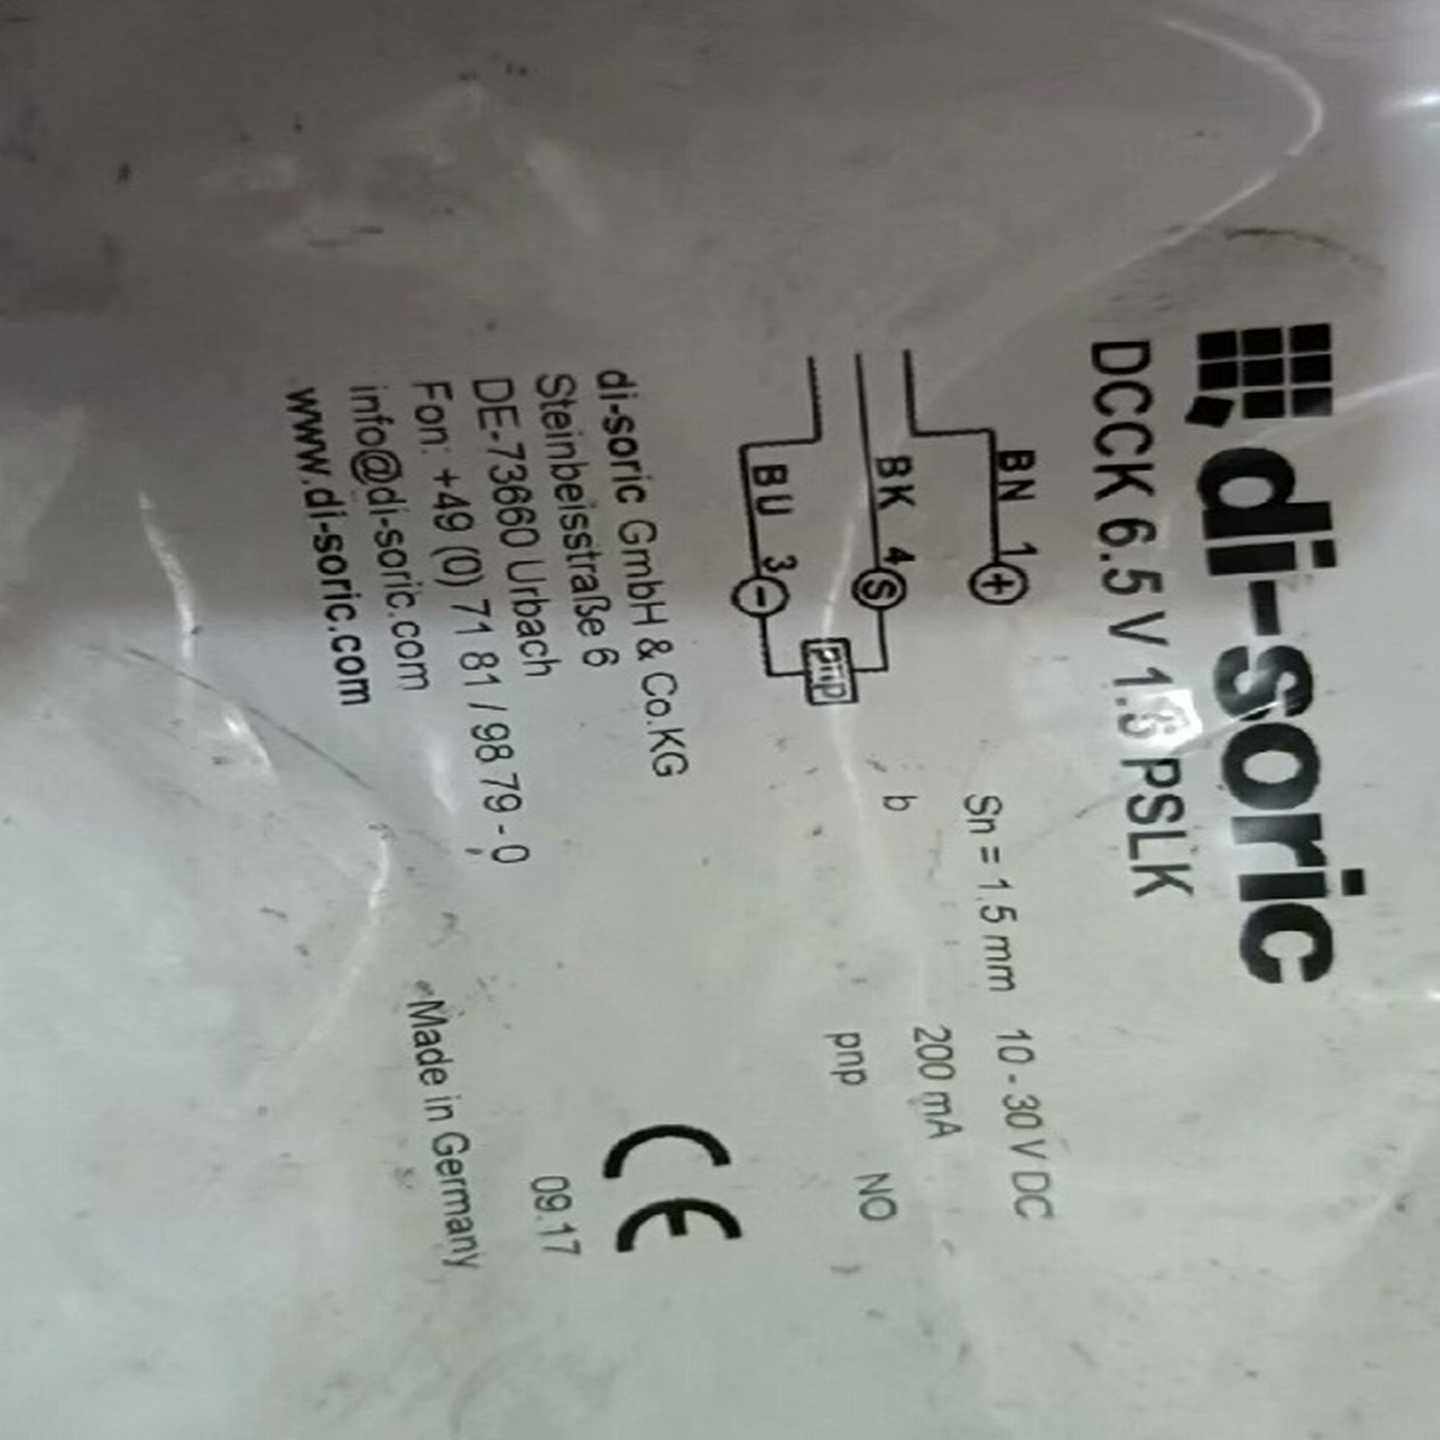 di-soric
DCCK 6.5 V 1.5 PSLK
BN 1 +
BK 4 S
BU 3 -
pnp
Sn = 1,5 mm 10 - 30 V DC
200 mA
b
pnp NO
di-soric GmbH & Co.KG
Steinbeisstraße 6
DE-73660 Urbach
Fon: +49 (0) 71 81 / 98 79 - 0
info@di-soric.com
www.di-soric.com
CE
09.17
Made in Germany